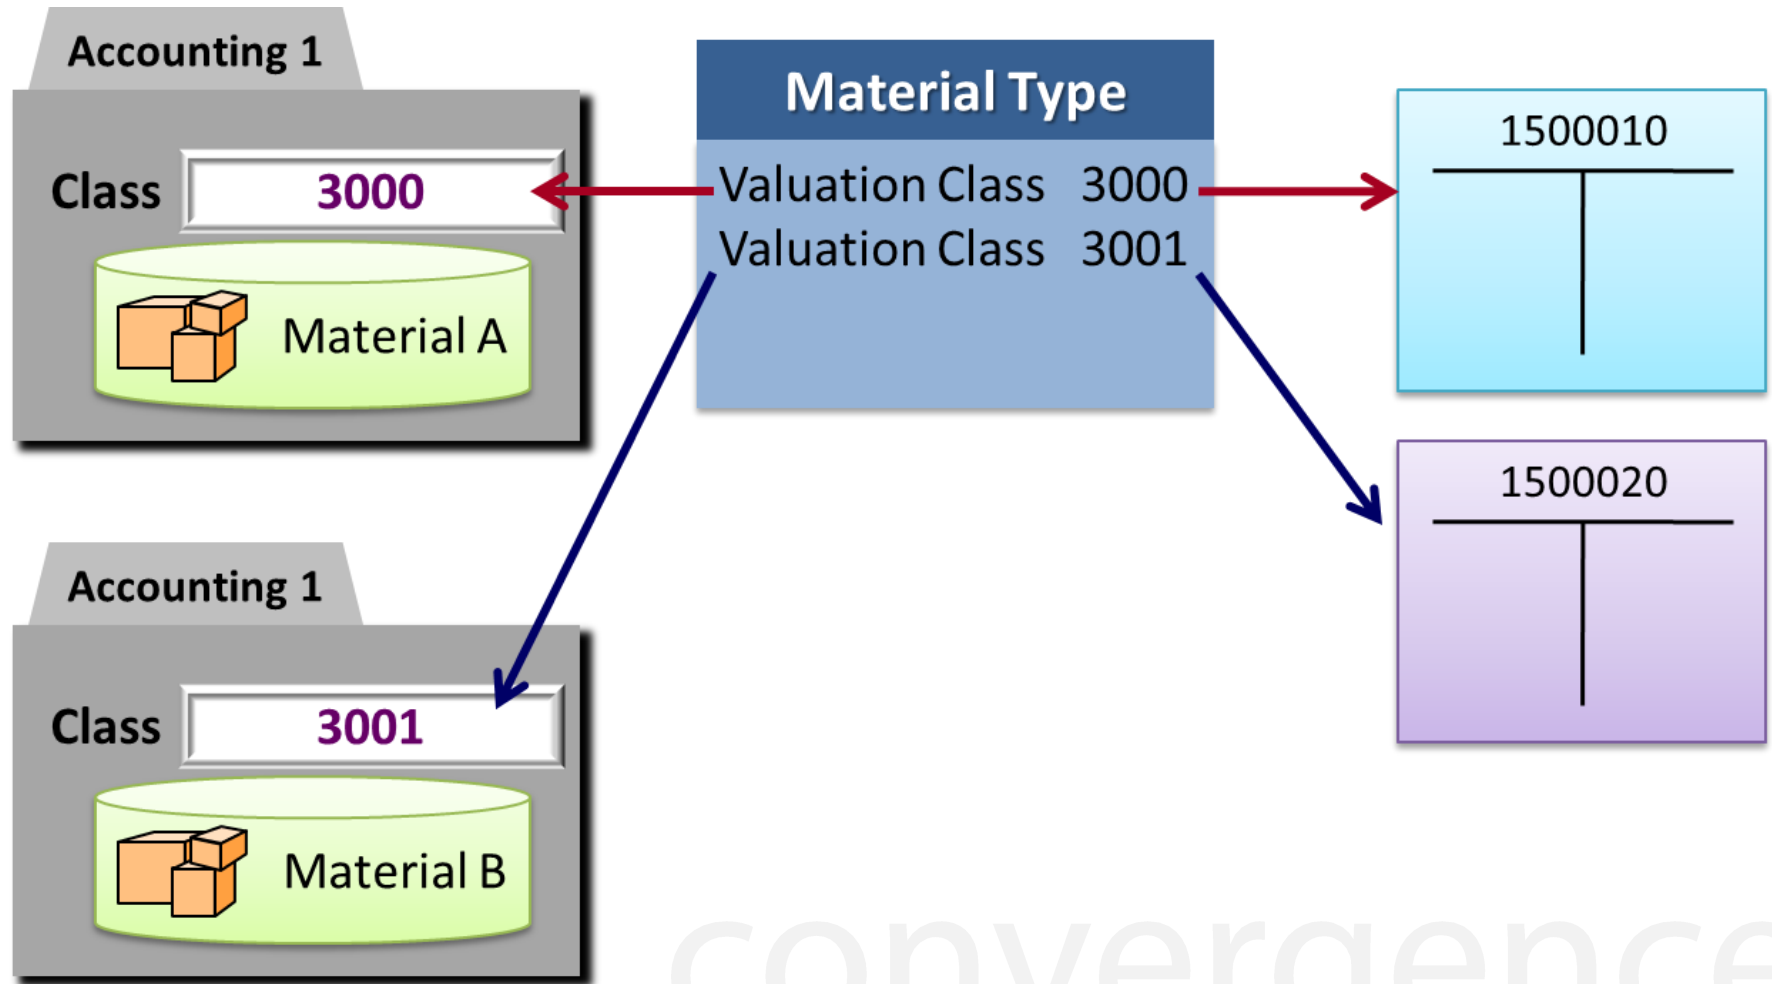 Accounting 1
Class 3000
Material A
Material Type
Valuation Class 3000
Valuation Class 3001
1500010
1500020
Accounting 1
Class 3001
Material B
convergence